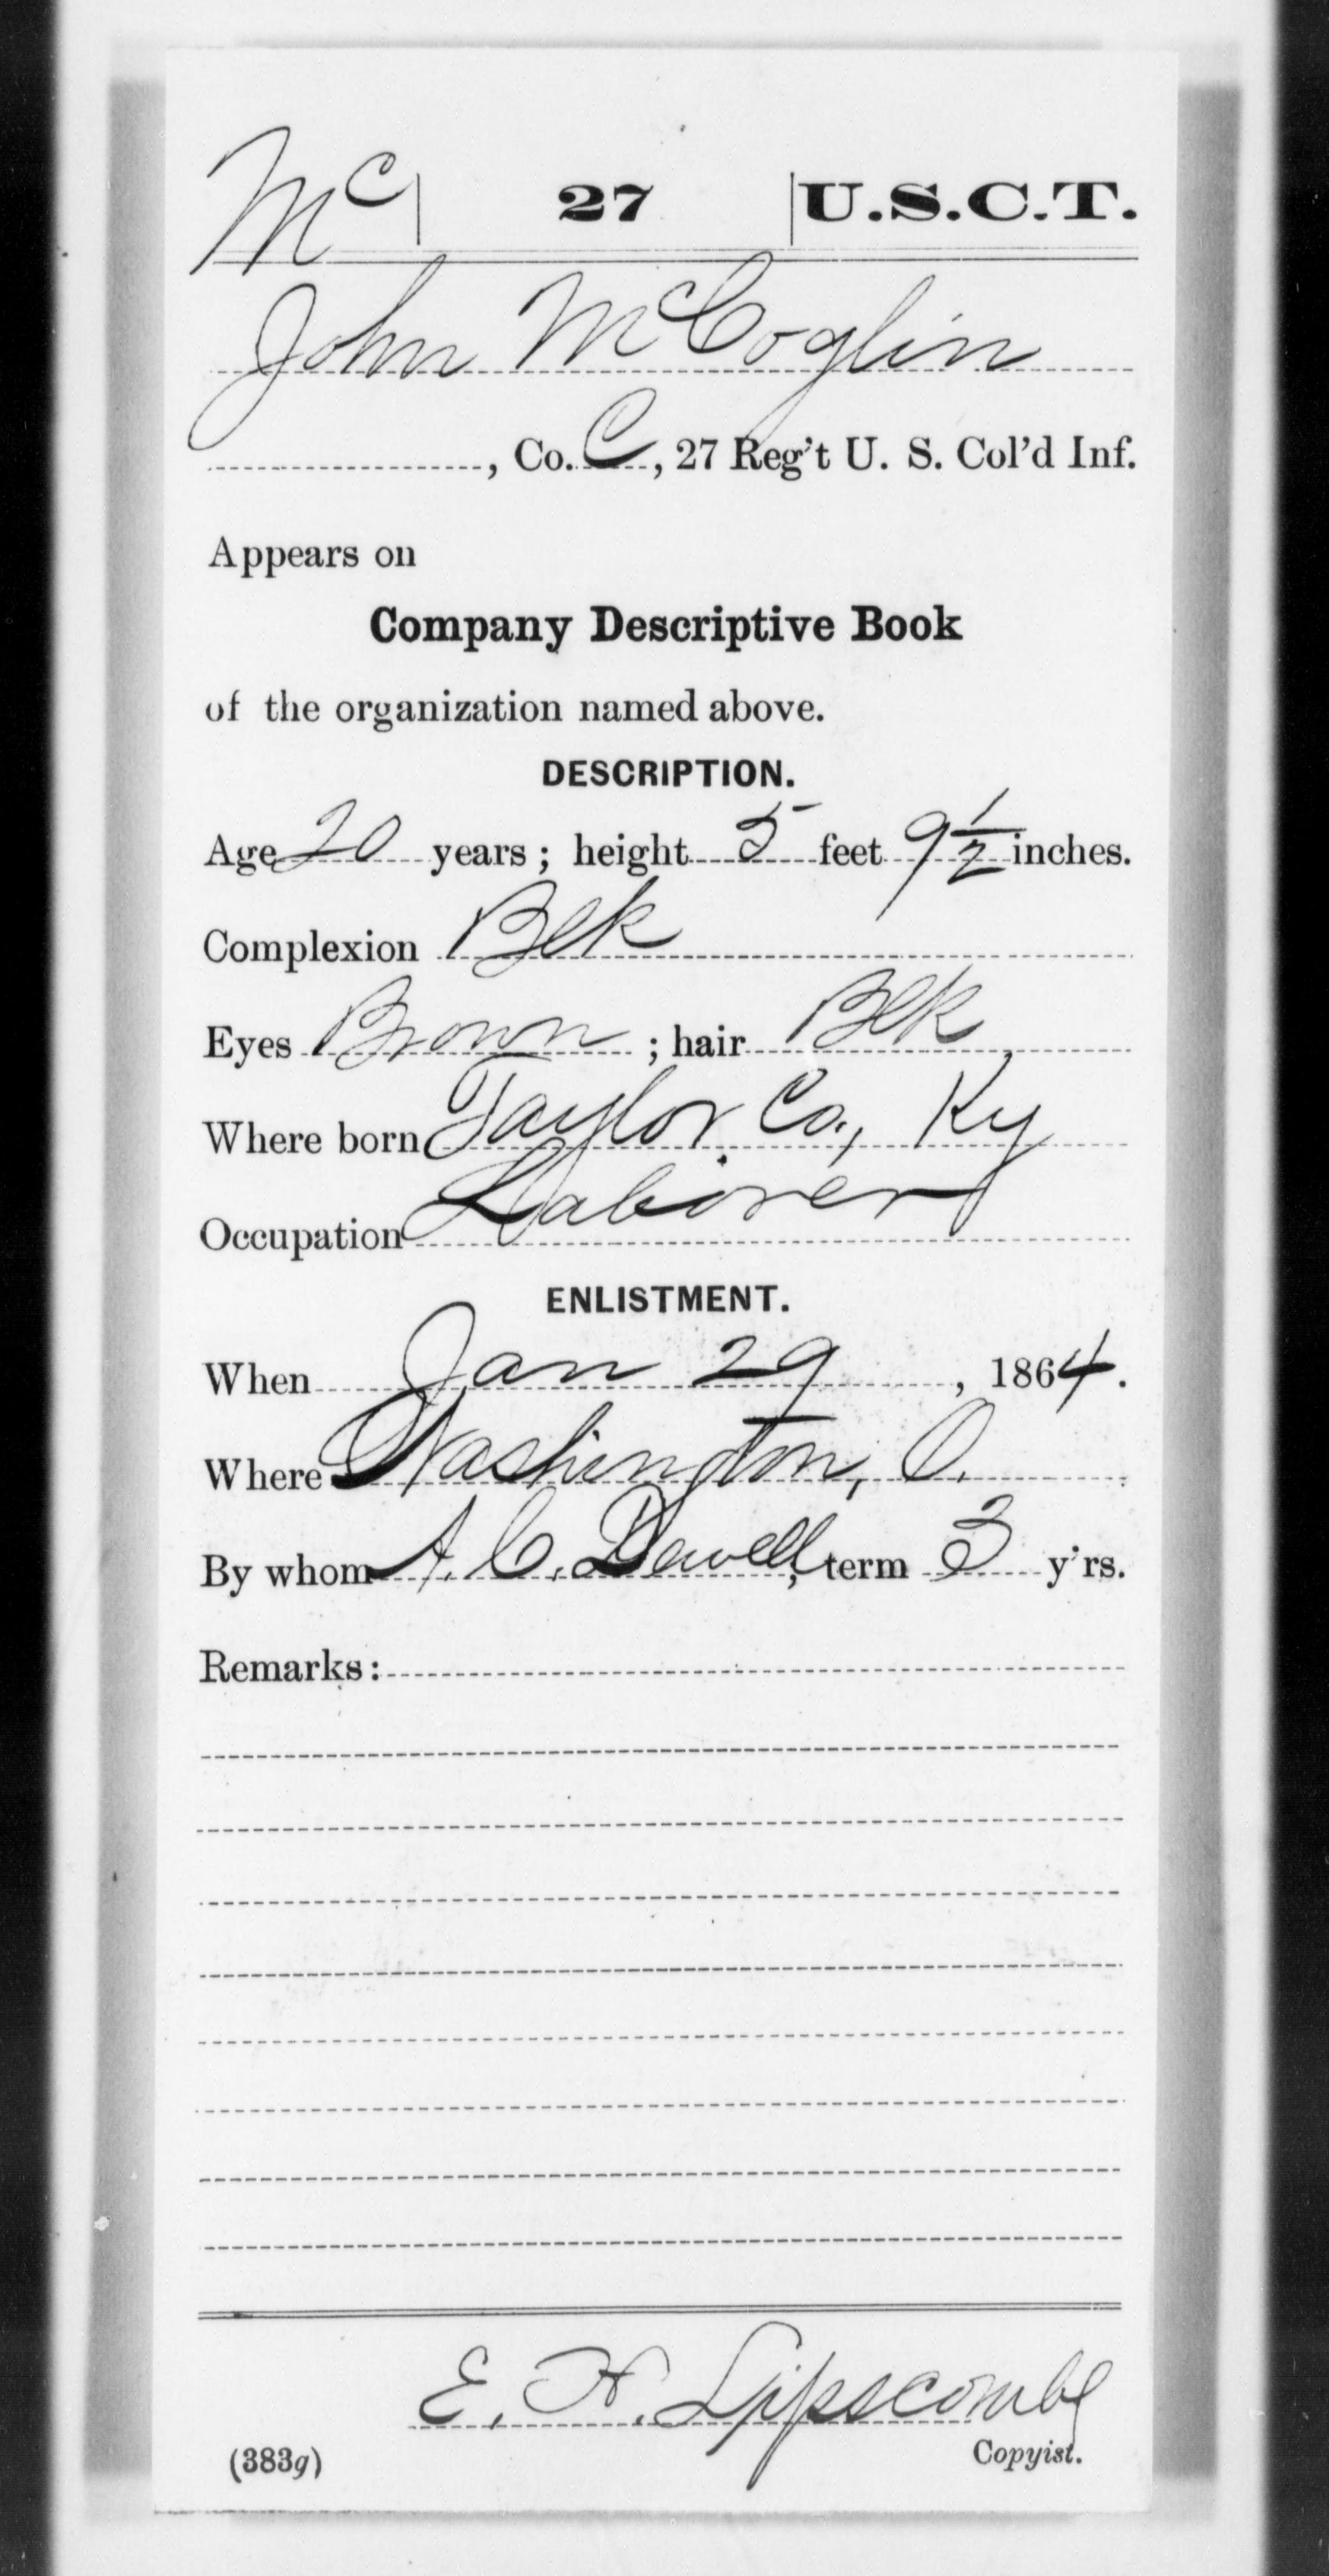 Mc | 27 | U.S.C.T.
John McCoglin
, Co. C, 27 Reg't U. S. Col'd Inf.
Appears on
Company Descriptive Book
of the organization named above.
DESCRIPTION.
Age 20 years; height 5 feet 9 1/2 inches.
Complexion Blk
Eyes Brown; hair Blk
Where born Taylor Co., Ky
Occupation Laborer
ENLISTMENT.
When Jan 29, 1864.
Where Washington, O.
By whom A. C. Dewell, term 3 y'rs.
Remarks:
E. H. Lipscomb
(383g) Copyist.